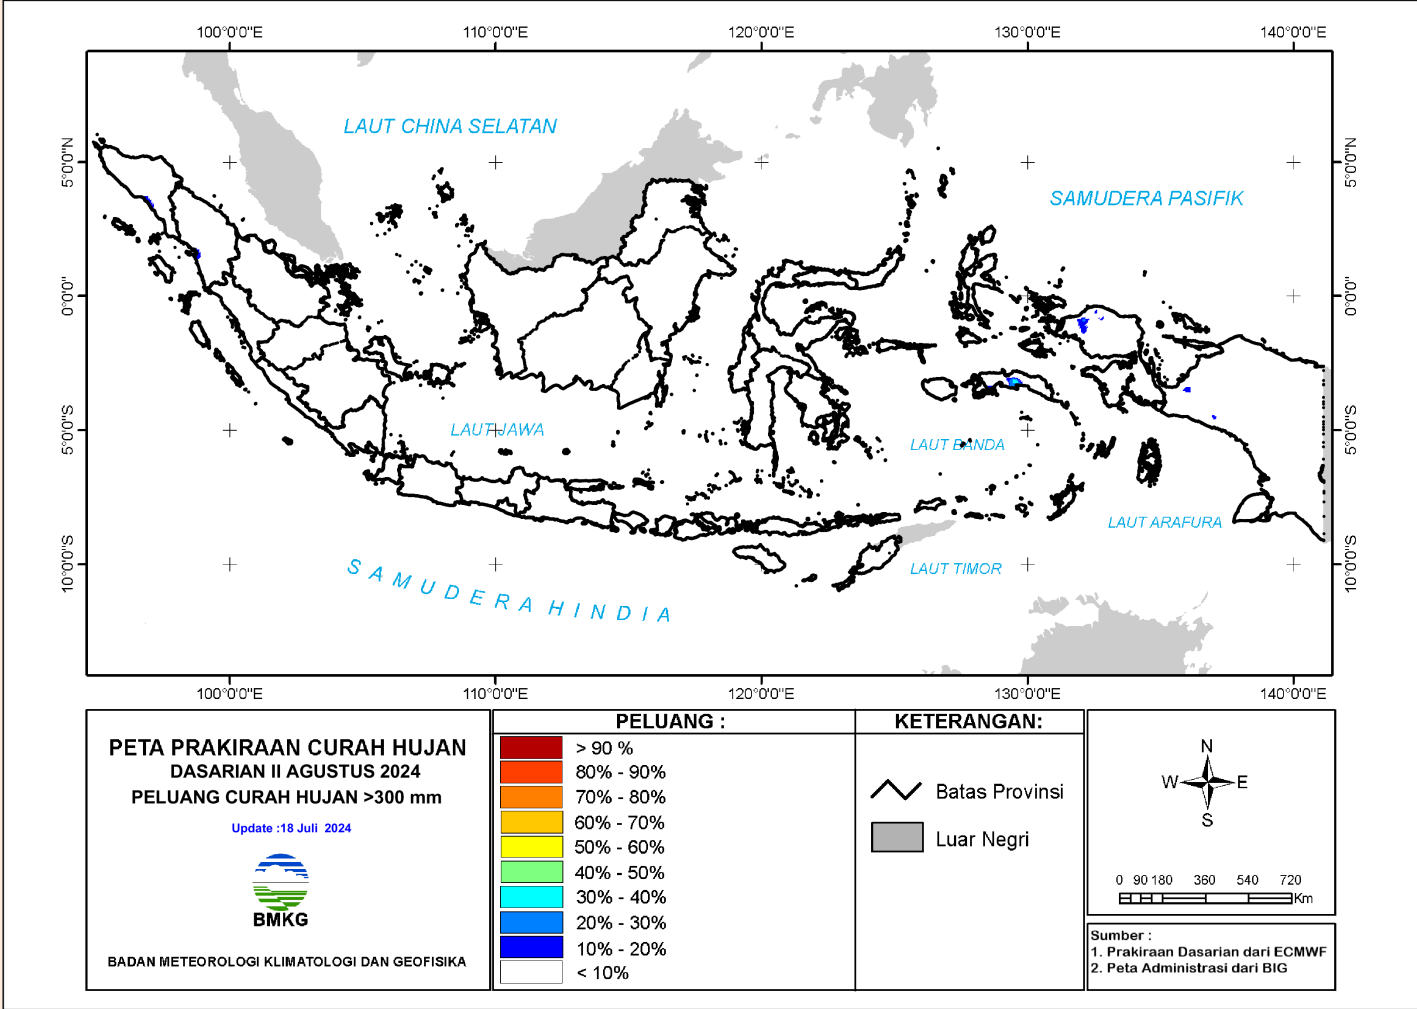 100°0'0"E 110°0'0"E 120°0'0"E 130°0'0"E 140°0'0"E
LAUT CHINA SELATAN
5°0'0"N 5°0'0"N
SAMUDERA PASIFIK
0°0'0" 0°0'0"
LAUT JAWA
5°0'0"S 5°0'0"S
LAUT BANDA
LAUT ARAFURA
10°0'0"S 10°0'0"S
LAUT TIMOR
SAMUDERA HINDIA
100°0'0"E 110°0'0"E 120°0'0"E 130°0'0"E 140°0'0"E
PETA PRAKIRAAN CURAH HUJAN
DASARIAN II AGUSTUS 2024
PELUANG CURAH HUJAN >300 mm
Update :18 Juli 2024
BMKG
BADAN METEOROLOGI KLIMATOLOGI DAN GEOFISIKA
PELUANG :
> 90 %
80% - 90%
70% - 80%
60% - 70%
50% - 60%
40% - 50%
30% - 40%
20% - 30%
10% - 20%
< 10%
KETERANGAN:
Batas Provinsi
Luar Negri
N
W E
S
0 90 180 360 540 720
Km
Sumber :
1. Prakiraan Dasarian dari ECMWF
2. Peta Administrasi dari BIG